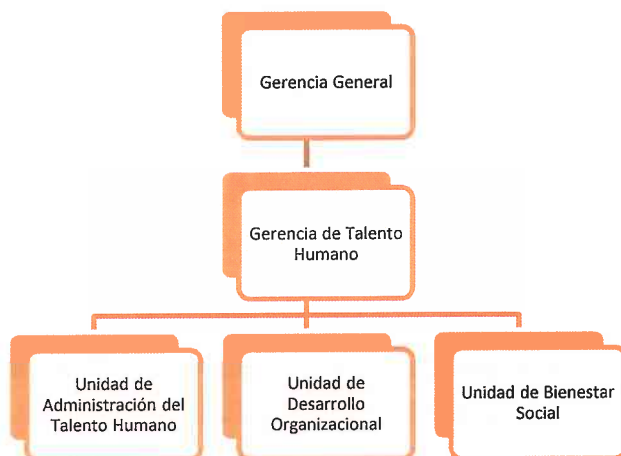 Gerencia General
Gerencia de Talento
Humano
Unidad de
Administración del
Talento Humano
Unidad de
Desarrollo
Organizacional
Unidad de Bienestar
Social